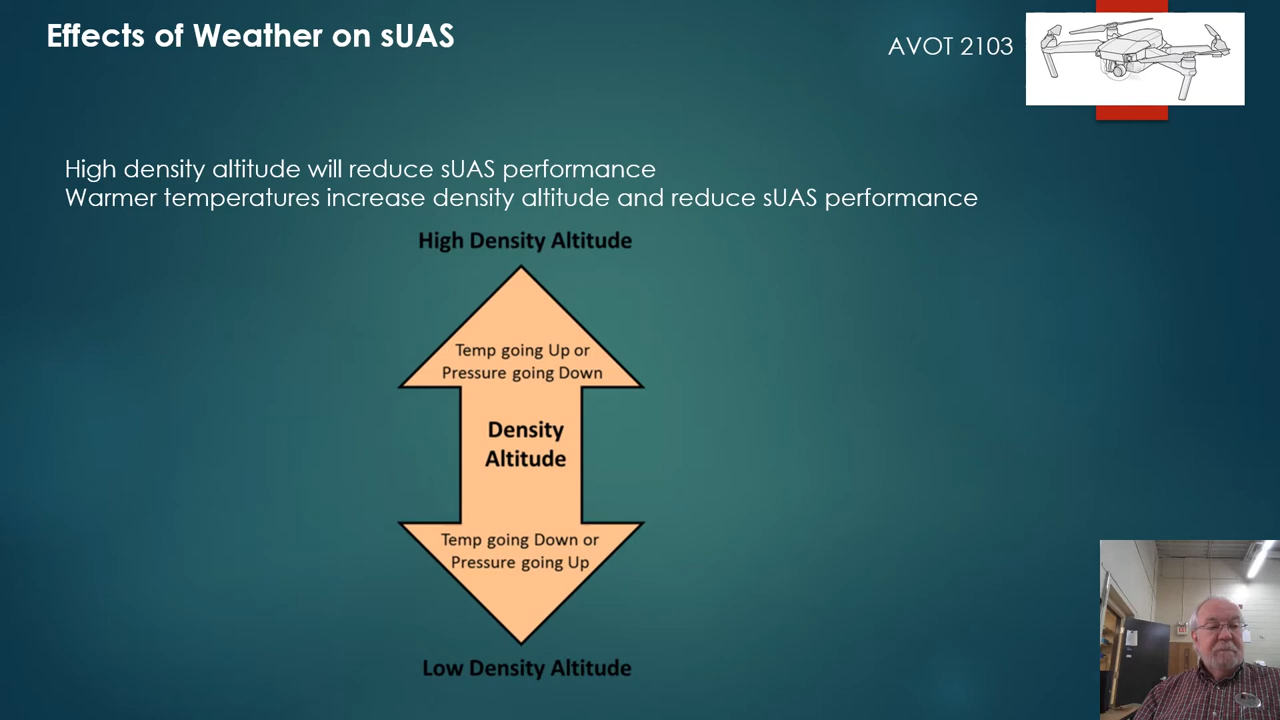 Effects of Weather on sUAS
AVOT 2103
High density altitude will reduce sUAS performance
Warmer temperatures increase density altitude and reduce sUAS performance
High Density Altitude
Temp going Up or
Pressure going Down
Density
Altitude
Temp going Down or
Pressure going Up
Low Density Altitude